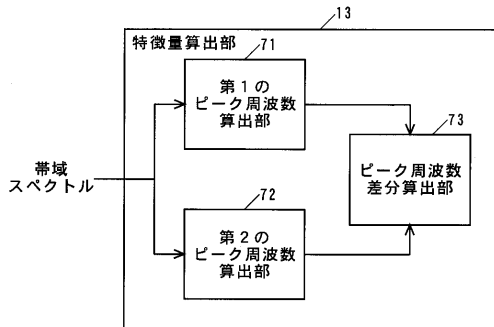 13
特徴量算出部
71
第１の
ピーク周波数
算出部
73
ピーク周波数
差分算出部
帯域
スペクトル
72
第２の
ピーク周波数
算出部